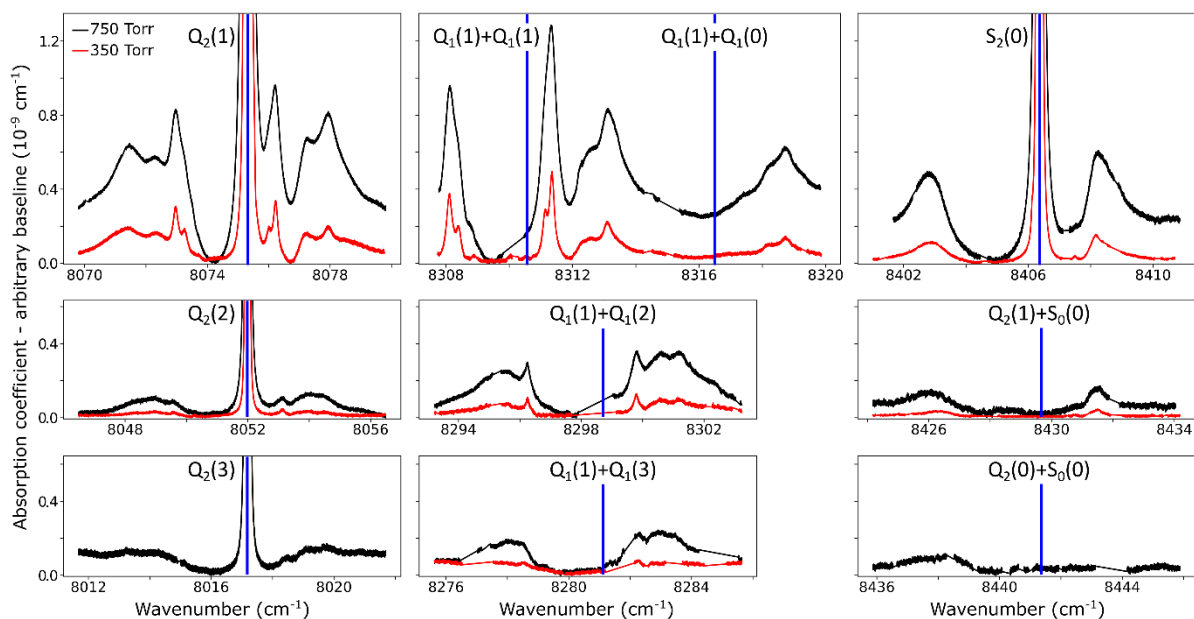 Absorption coefficient - arbitrary baseline (10⁻⁹ cm⁻¹)
750 Torr
350 Torr
Q₂(1)
1.2
0.8
0.4
0.0
8070 8074 8078
Q₁(1)+Q₁(1) Q₁(1)+Q₁(0)
8308 8312 8316 8320
S₂(0)
8402 8406 8410
Q₂(2)
0.4
0.0
8048 8052 8056
Q₁(1)+Q₁(2)
8294 8298 8302
Q₂(1)+S₀(0)
8426 8430 8434
Q₂(3)
0.4
0.0
8012 8016 8020
Wavenumber (cm⁻¹)
Q₁(1)+Q₁(3)
8276 8280 8284
Wavenumber (cm⁻¹)
Q₂(0)+S₀(0)
8436 8440 8444
Wavenumber (cm⁻¹)